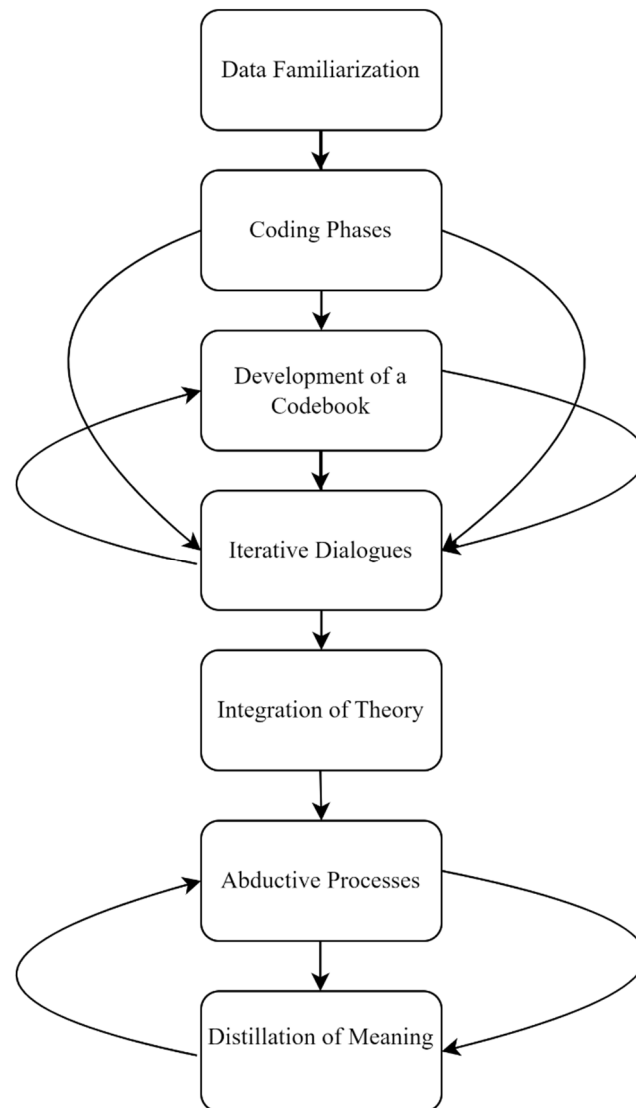 Data Familiarization
Coding Phases
Development of a
Codebook
Iterative Dialogues
Integration of Theory
Abductive Processes
Distillation of Meaning